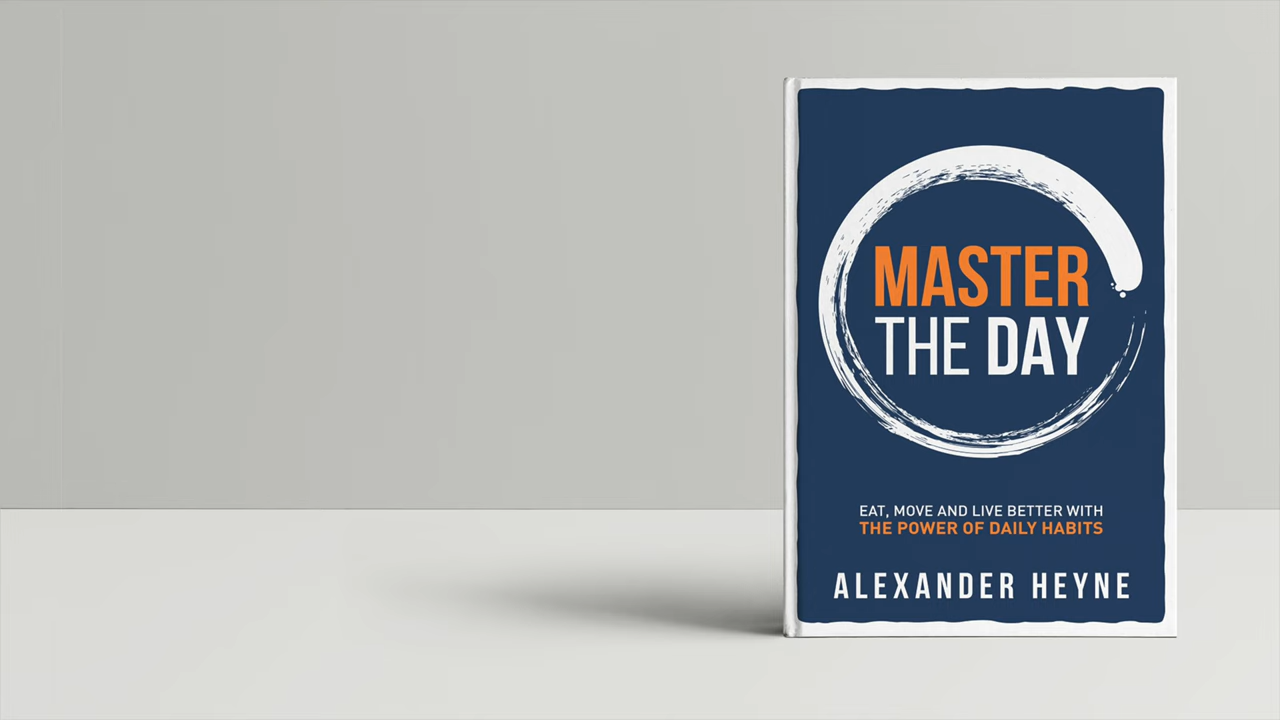 MASTER
THE DAY
EAT, MOVE AND LIVE BETTER WITH
THE POWER OF DAILY HABITS
ALEXANDER HEYNE